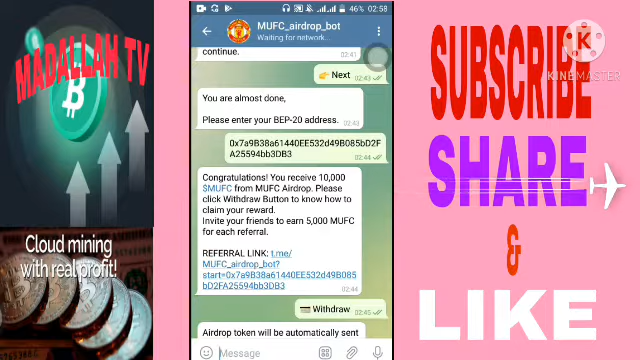 MADALLAH TV
Cloud mining
with real profit!
46% 02:58
MUFC_airdrop_bot
Waiting for network...
continue.
02:41
👉 Next 02:43
You are almost done,
Please enter your BEP-20 address. 02:43
0x7a9B38a61440EE532d49B085bD2F
A25594bb3DB3 02:44
Congratulations! You receive 10,000
$MUFC from MUFC Airdrop. Please
click Withdraw Button to know how to
claim your reward.
Invite your friends to earn 5,000 MUFC
for each referral.
REFERRAL LINK: t.me/
MUFC_airdrop_bot?
start=0x7a9B38a61440EE532d49B085
bD2FA25594bb3DB3 02:44
💳 Withdraw 02:45
Airdrop token will be automatically sent
Message
SUBSCRIBE
KINEMASTER
SHARE
&
LIKE